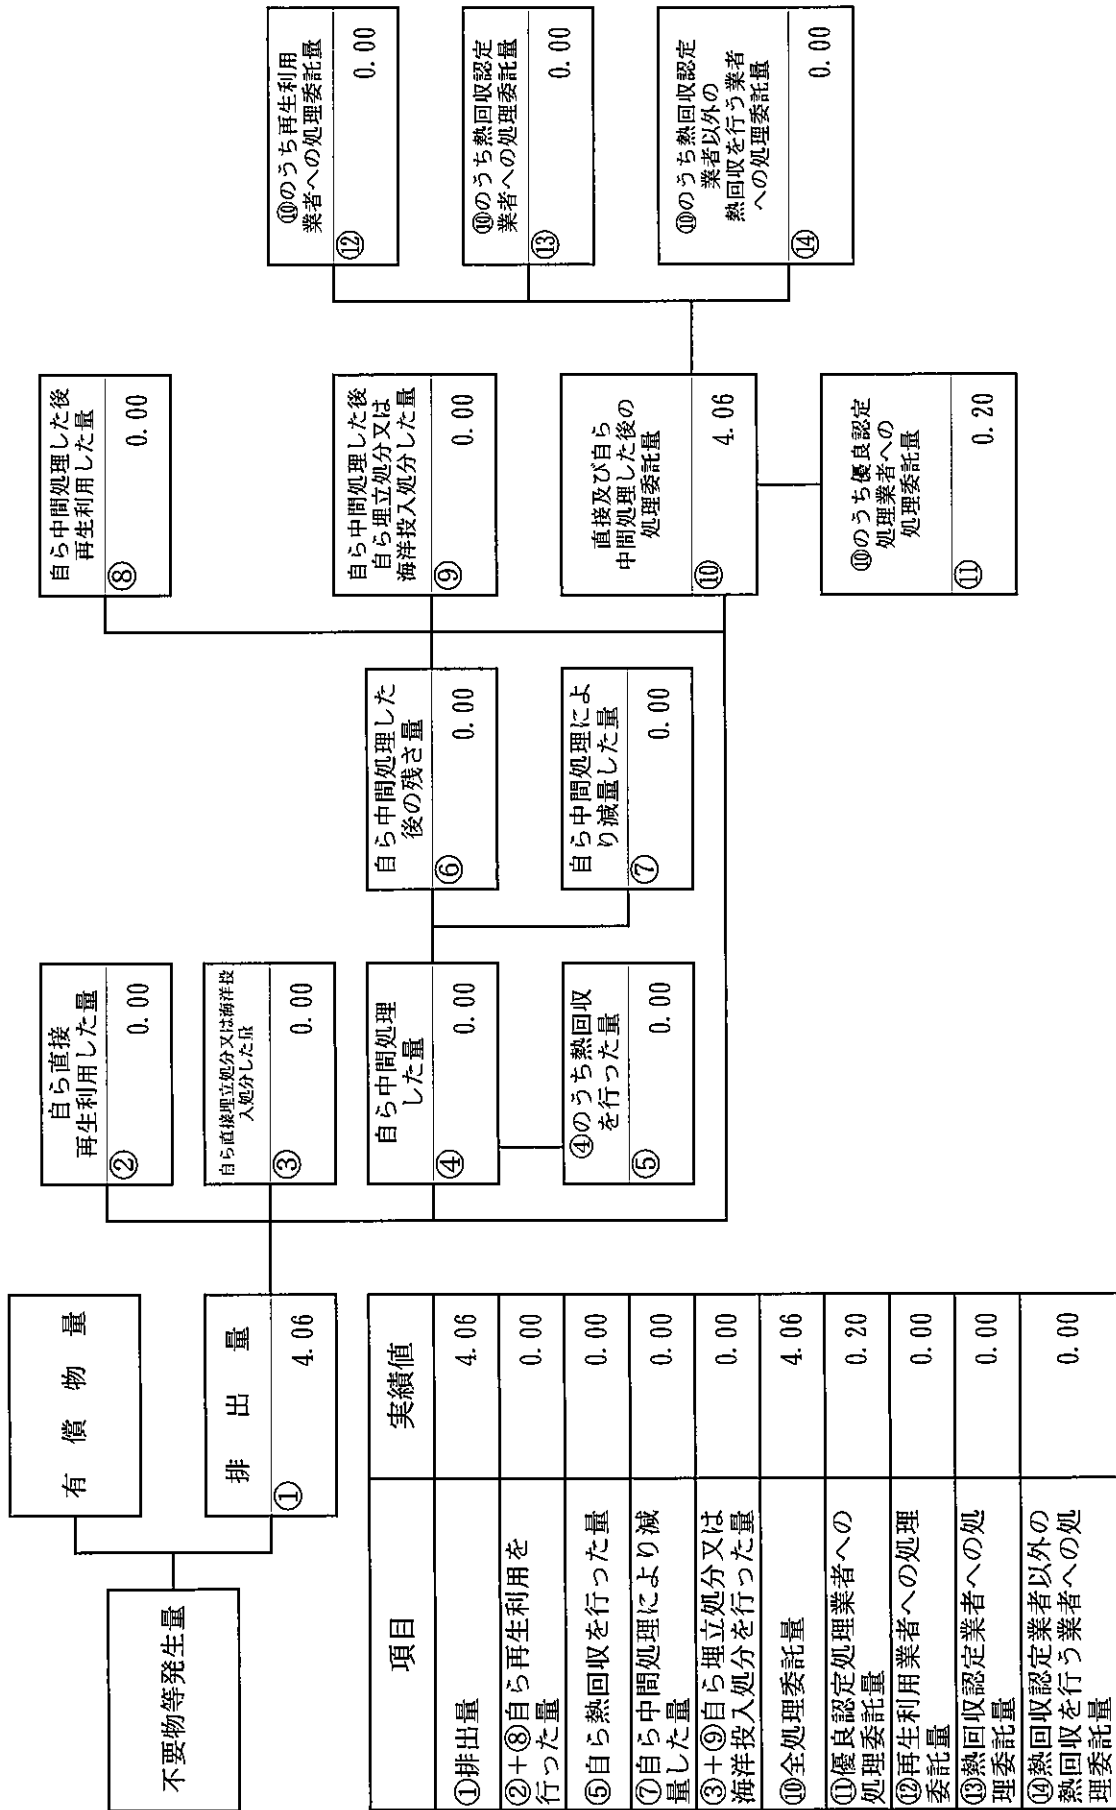 不要物等発生量
有償物量
排出量
①
4.06
自ら直接
再生利用した量
②
0.00
自ら直接埋立処分又は海洋投
入処分した量
③
0.00
自ら中間処理
した量
④
0.00
④のうち熱回収
を行った量
⑤
0.00
自ら中間処理した
後の残さ量
⑥
0.00
自ら中間処理によ
り減量した量
⑦
0.00
自ら中間処理した後
再生利用した量
⑧
0.00
自ら中間処理した後
自ら埋立処分又は
海洋投入処分した量
⑨
0.00
直接及び自ら
中間処理した後の
処理委託量
⑩
4.06
⑩のうち優良認定
処理業者への
処理委託量
⑪
0.20
⑩のうち再生利用
業者への処理委託量
⑫
0.00
⑩のうち熱回収認定
業者への処理委託量
⑬
0.00
⑩のうち熱回収認定
業者以外の
熱回収を行う業者
への処理委託量
⑭
0.00
項目 実績値
①排出量 4.06
②+⑧自ら再生利用を
行った量 0.00
⑤自ら熱回収を行った量 0.00
⑦自ら中間処理により減
量した量 0.00
③+⑨自ら埋立処分又は
海洋投入処分を行った量 0.00
⑩全処理委託量 4.06
⑪優良認定処理業者への
処理委託量 0.20
⑫再生利用業者への処理
委託量 0.00
⑬熱回収認定業者への処
理委託量 0.00
⑭熱回収認定業者以外の
熱回収を行う業者への処
理委託量 0.00